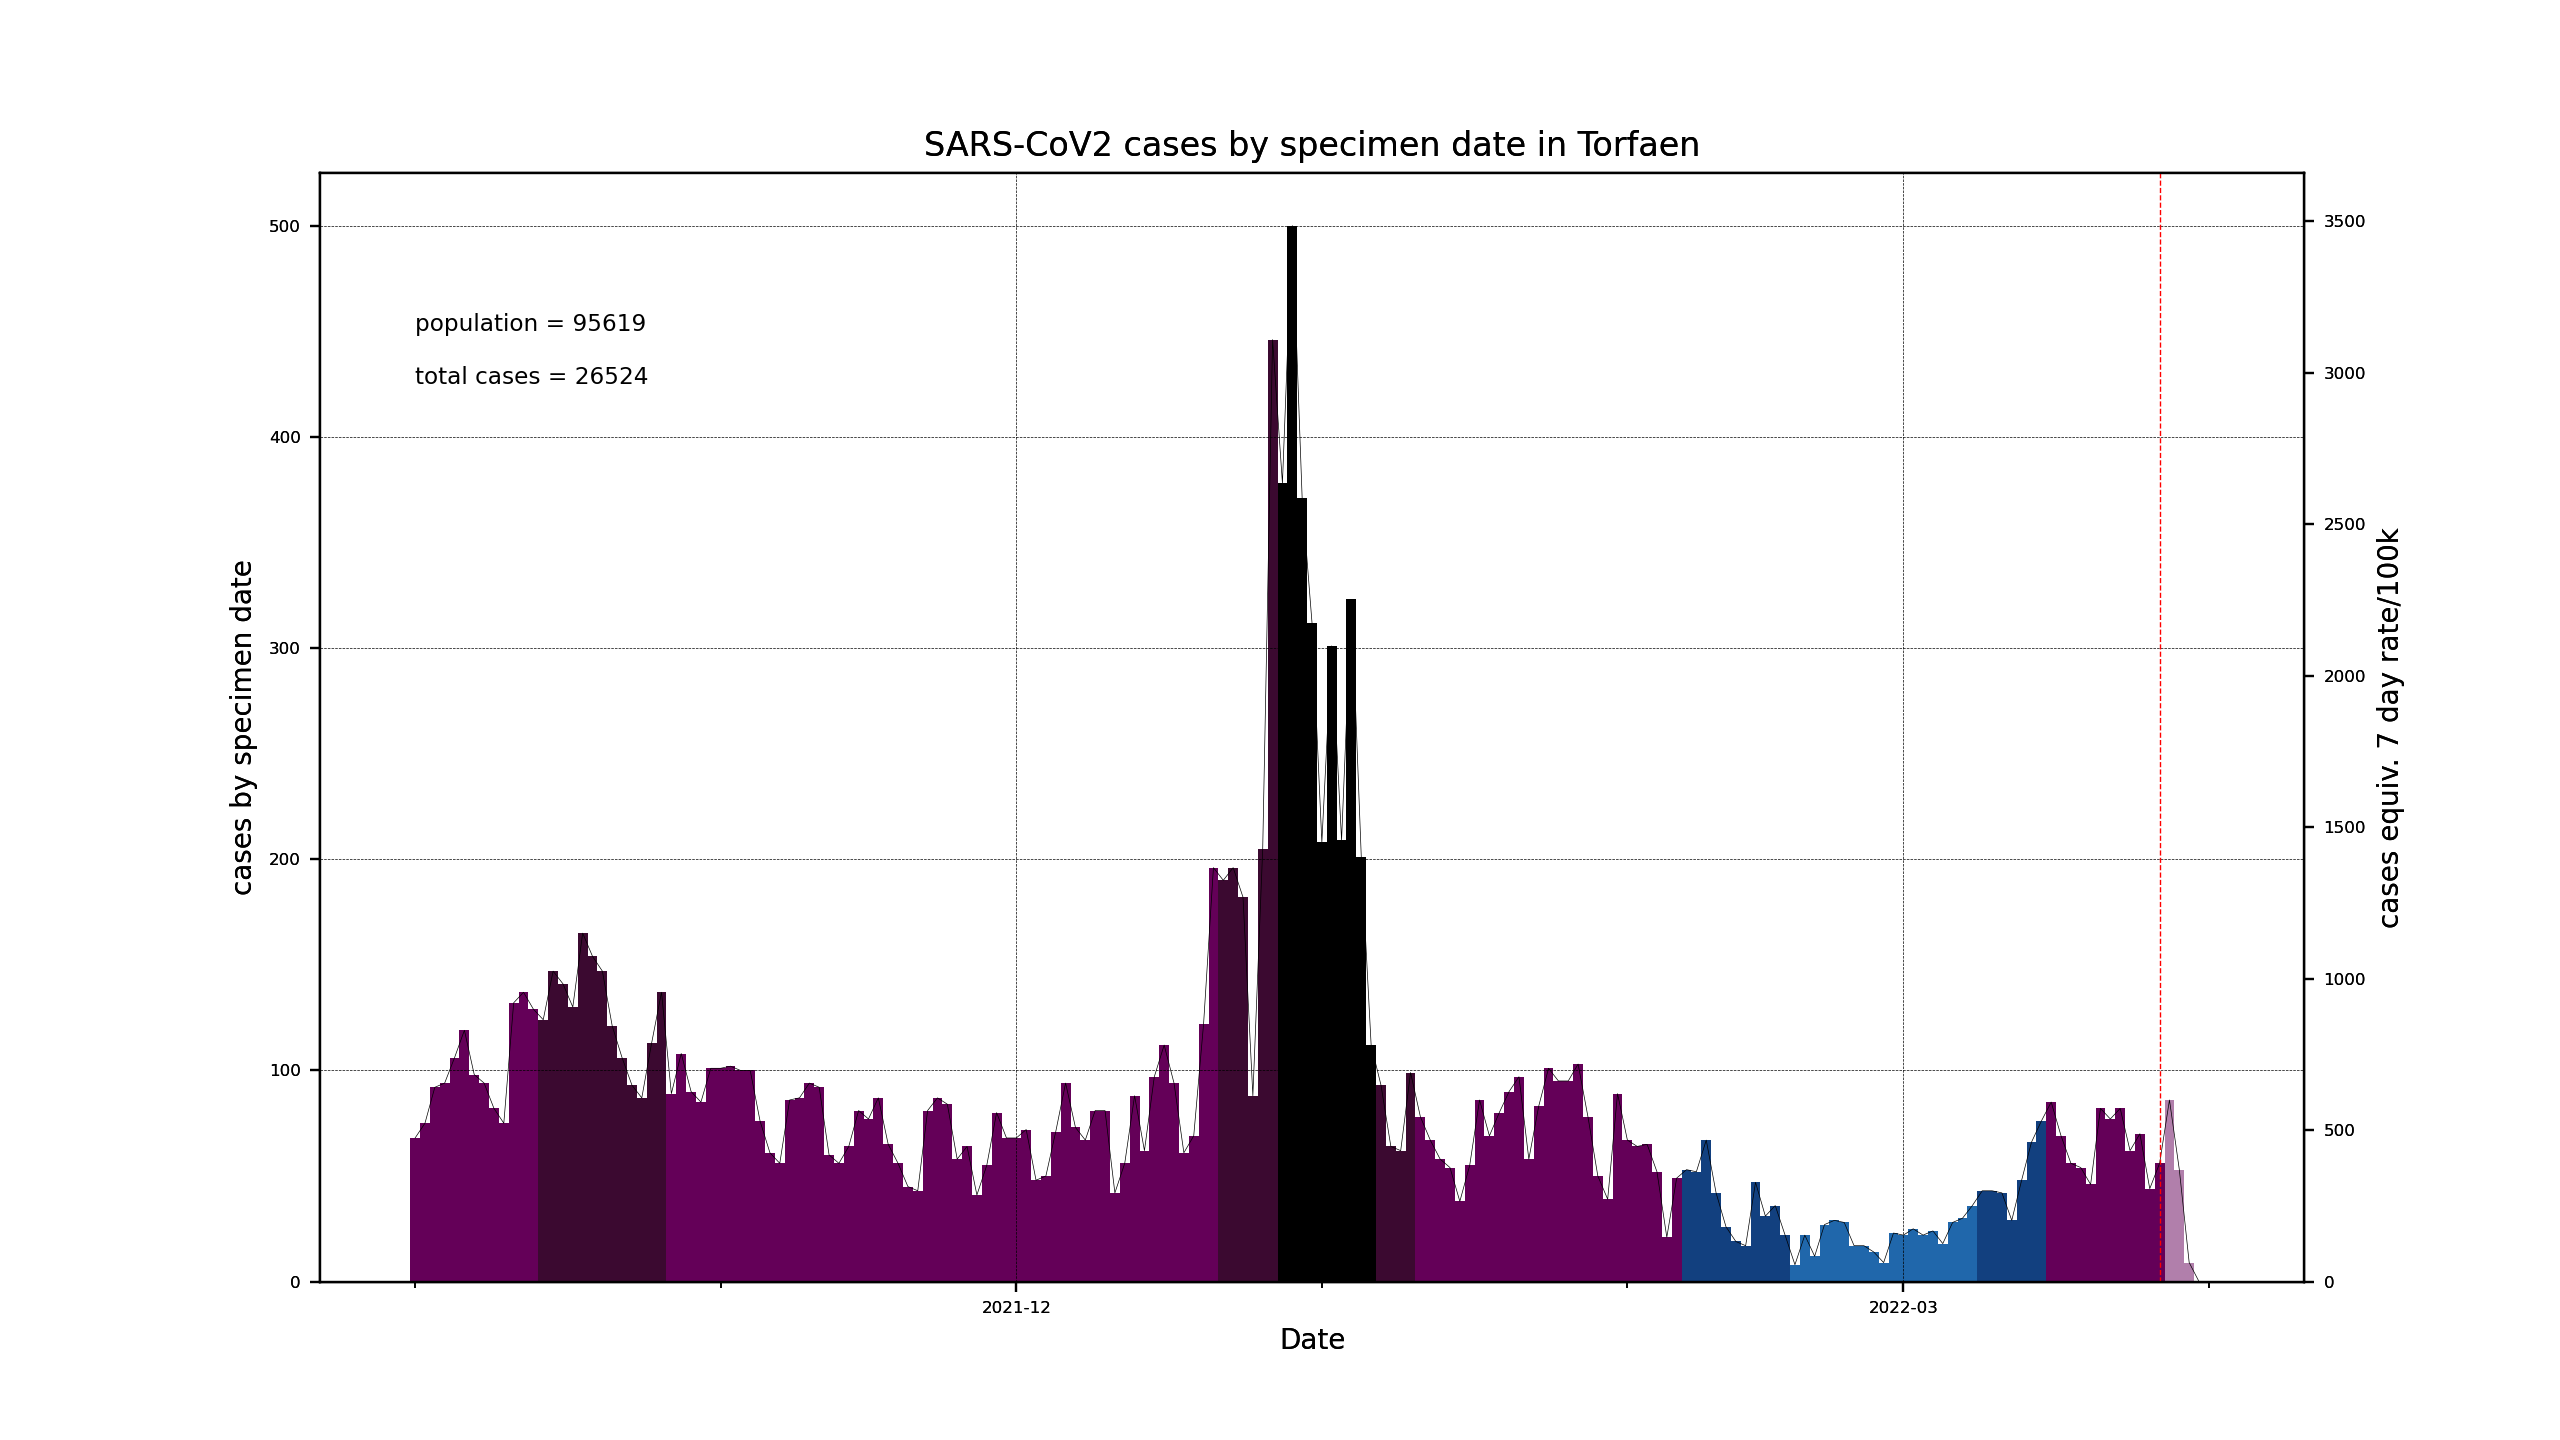 SARS-CoV2 cases by specimen date in Torfaen
population = 95619
total cases = 26524
cases by specimen date
500
400
300
200
100
0
3500
3000
2500
2000
1500
1000
500
0
cases equiv. 7 day rate/100k
2021-12
2022-03
Date